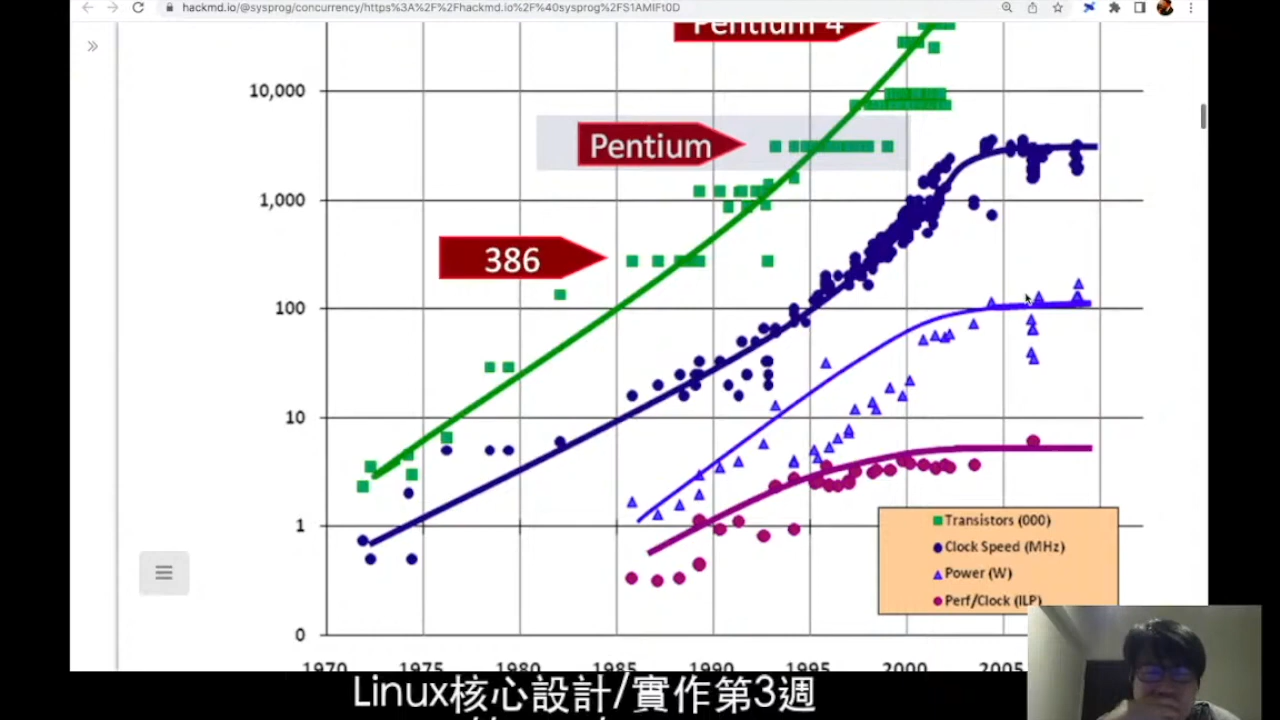 hackmd.io/@sysprog/concurrency/https%3A%2F%2Fhackmd.io%2F%40sysprog%2FS1AMIFt0D
Pentium 4
10,000
Pentium
1,000
386
100
10
1
0
Transistors (000)
Clock Speed (MHz)
Power (W)
Perf/Clock (ILP)
1970 1975 1980 1985 1990 1995 2000 2005
Linux核心設計/實作第3週